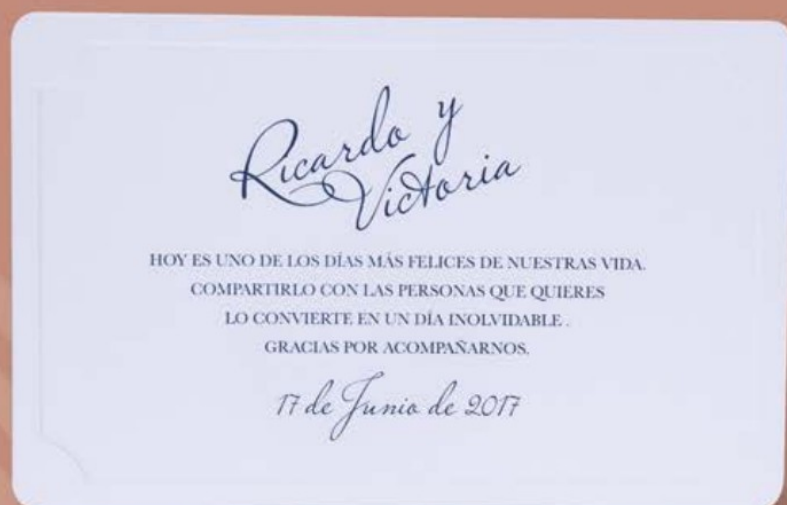 Ricardo y
Victoria
HOY ES UNO DE LOS DÍAS MÁS FELICES DE NUESTRAS VIDA.
COMPARTIRLO CON LAS PERSONAS QUE QUIERES
LO CONVIERTE EN UN DÍA INOLVIDABLE .
GRACIAS POR ACOMPAÑARNOS.
17 de Junio de 2017